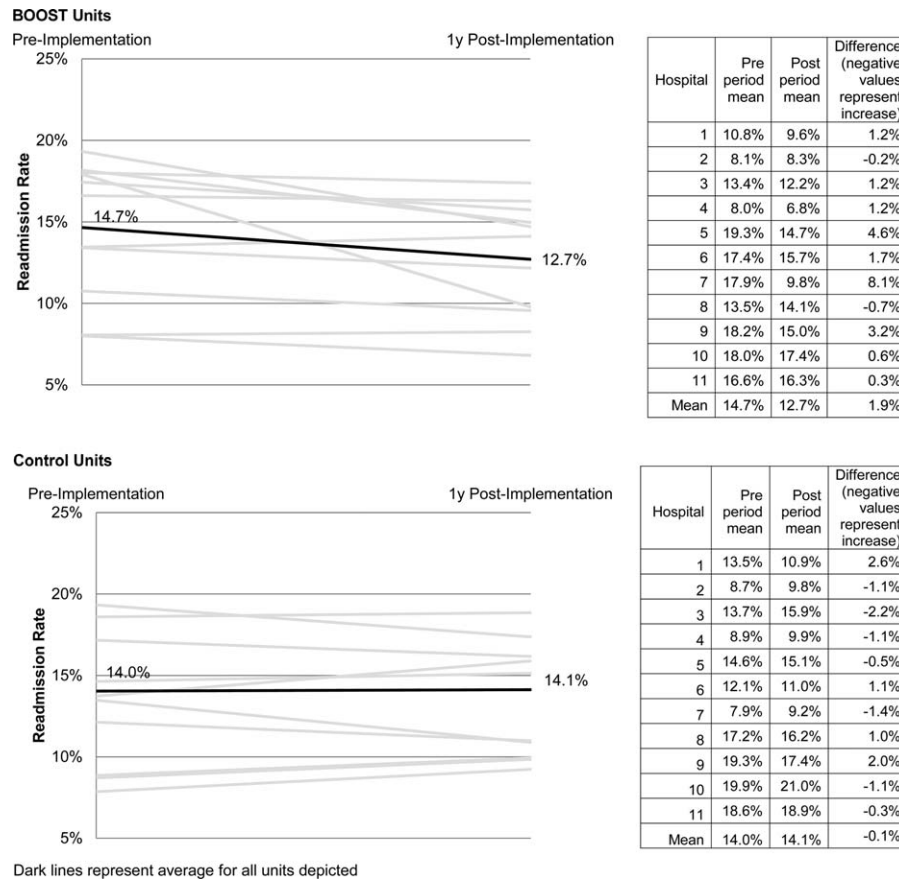 BOOST Units
Pre-Implementation 1y Post-Implementation
25%
20%
15%
10%
5%
Readmission Rate
14.7%
12.7%
Hospital Pre period mean Post period mean Difference (negative values represent increase)
1 10.8% 9.6% 1.2%
2 8.1% 8.3% -0.2%
3 13.4% 12.2% 1.2%
4 8.0% 6.8% 1.2%
5 19.3% 14.7% 4.6%
6 17.4% 15.7% 1.7%
7 17.9% 9.8% 8.1%
8 13.5% 14.1% -0.7%
9 18.2% 15.0% 3.2%
10 18.0% 17.4% 0.6%
11 16.6% 16.3% 0.3%
Mean 14.7% 12.7% 1.9%
Control Units
Pre-Implementation 1y Post-Implementation
25%
20%
15%
10%
5%
Readmission Rate
14.0%
14.1%
Hospital Pre period mean Post period mean Difference (negative values represent increase)
1 13.5% 10.9% 2.6%
2 8.7% 9.8% -1.1%
3 13.7% 15.9% -2.2%
4 8.9% 9.9% -1.1%
5 14.6% 15.1% -0.5%
6 12.1% 11.0% 1.1%
7 7.9% 9.2% -1.4%
8 17.2% 16.2% 1.0%
9 19.3% 17.4% 2.0%
10 19.9% 21.0% -1.1%
11 18.6% 18.9% -0.3%
Mean 14.0% 14.1% -0.1%
Dark lines represent average for all units depicted